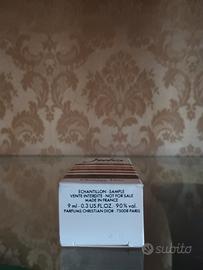 ECHANTILLON - SAMPLE
VENTE INTERDITE - NOT FOR SALE
MADE IN FRANCE
9 ml - 0.3 US.FL.OZ - 90% vol.
PARFUMS CHRISTIAN DIOR - 75008 PARIS
subito